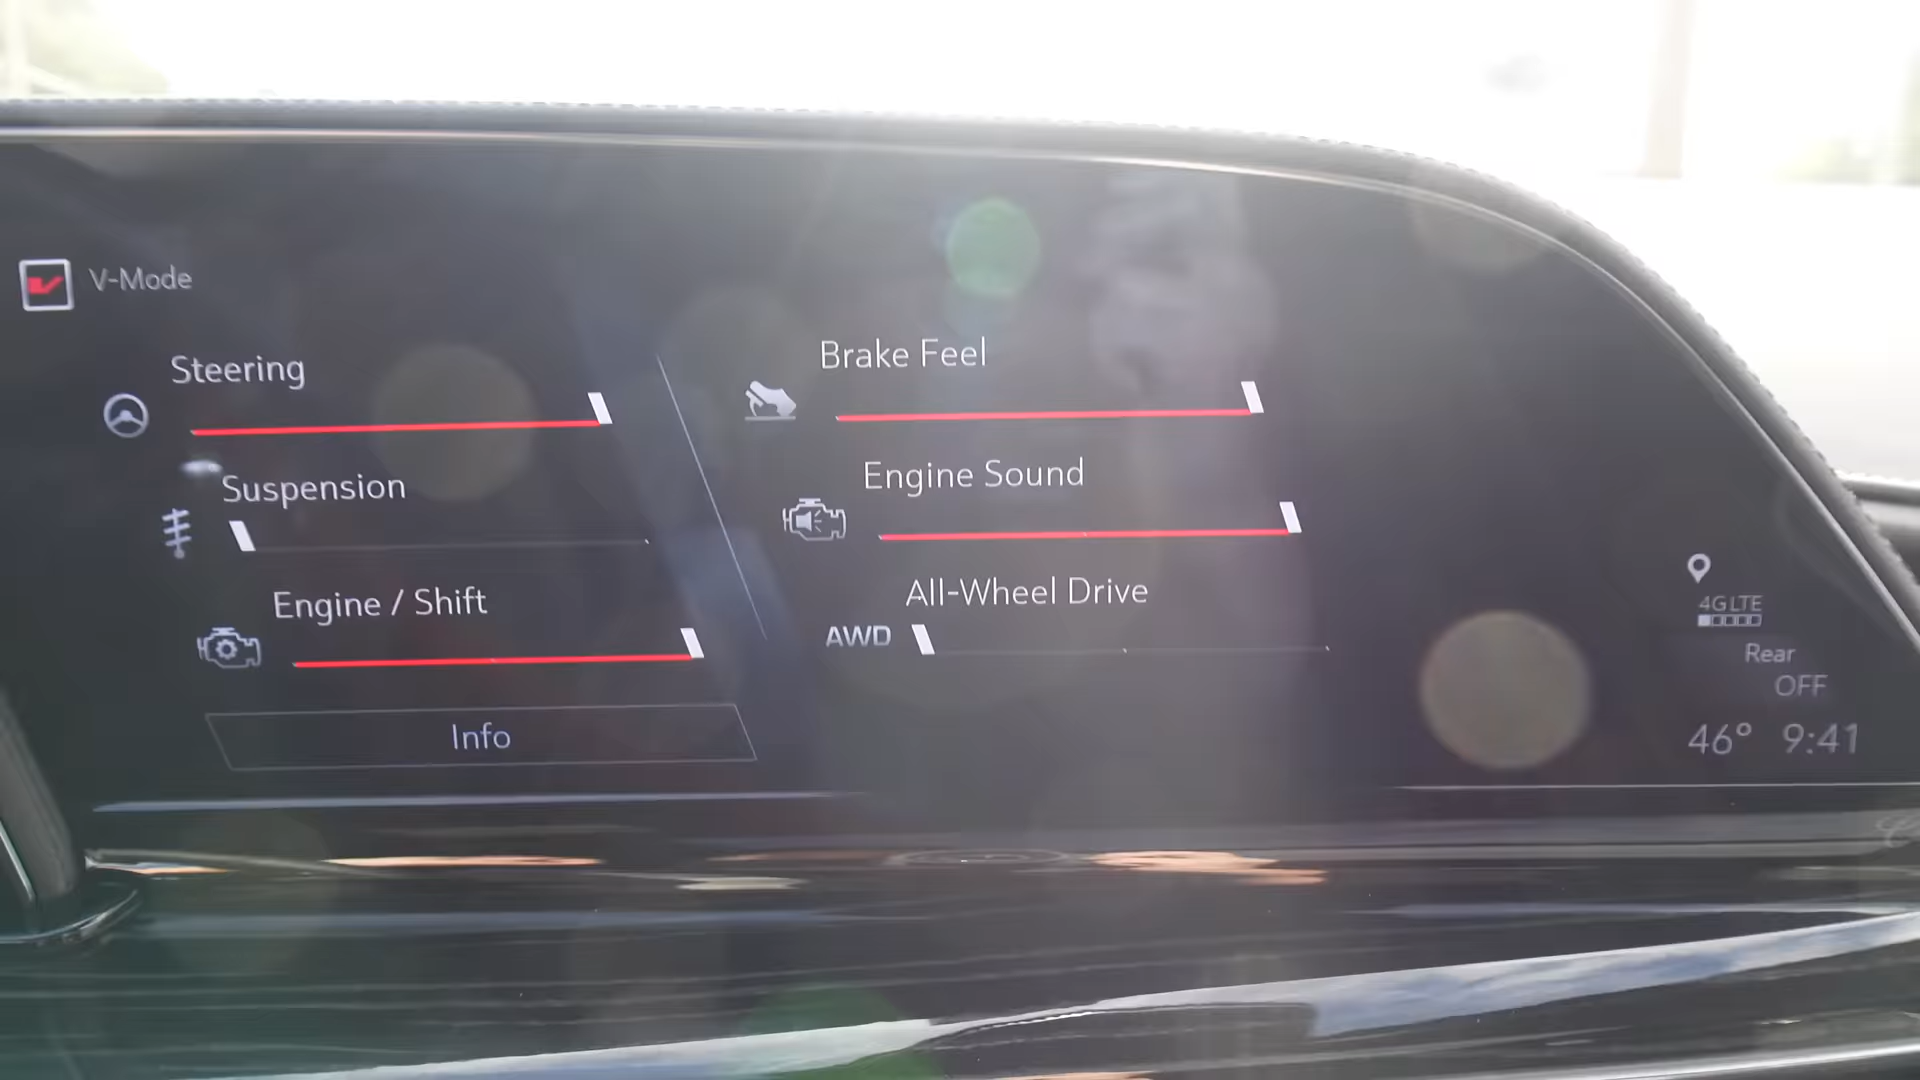 V-Mode
Steering
Suspension
Engine / Shift
Info
Brake Feel
Engine Sound
All-Wheel Drive
AWD
4G LTE
Rear
OFF
46° 9:41